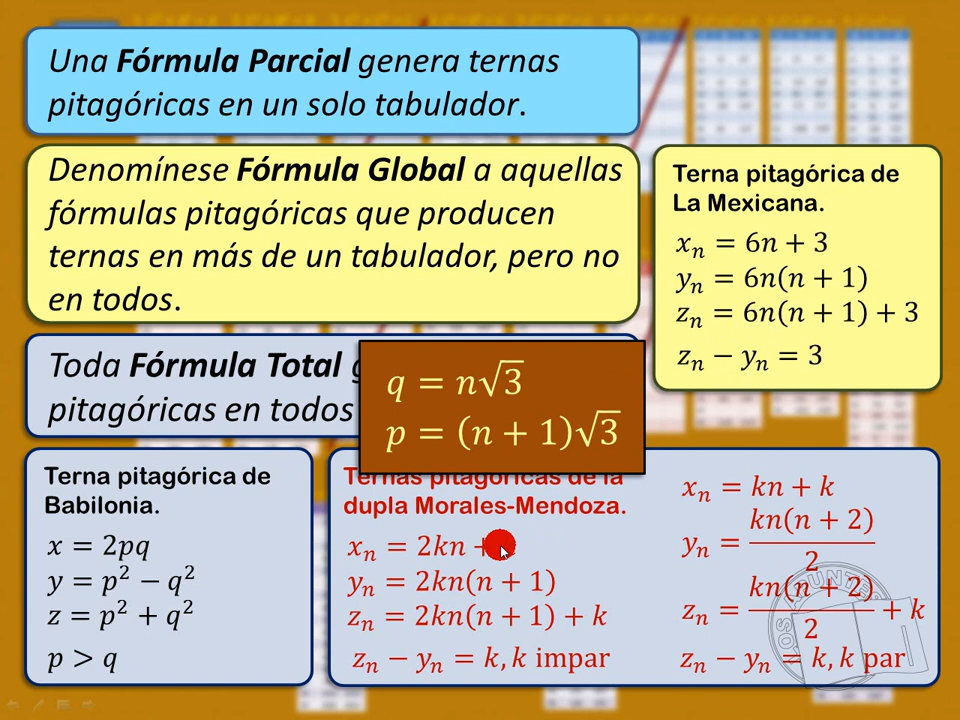 Una Fórmula Parcial genera ternas
pitagóricas en un solo tabulador.
Denomínese Fórmula Global a aquellas
fórmulas pitagóricas que producen
ternas en más de un tabulador, pero no
en todos.
Terna pitagórica de
La Mexicana.
xₙ = 6n + 3
yₙ = 6n(n + 1)
zₙ = 6n(n + 1) + 3
zₙ − yₙ = 3
Toda Fórmula Total
pitagóricas en todos
q = n√3
p = (n + 1)√3
Terna pitagórica de
Babilonia.
x = 2pq
y = p² − q²
z = p² + q²
p > q
Ternas pitagóricas de la
dupla Morales-Mendoza.
xₙ = 2kn +
yₙ = 2kn(n + 1)
zₙ = 2kn(n + 1) + k
zₙ − yₙ = k, k impar
xₙ = kn + k
yₙ = kn(n + 2)/2
zₙ = kn(n + 2)/2 + k
zₙ − yₙ = k, k par